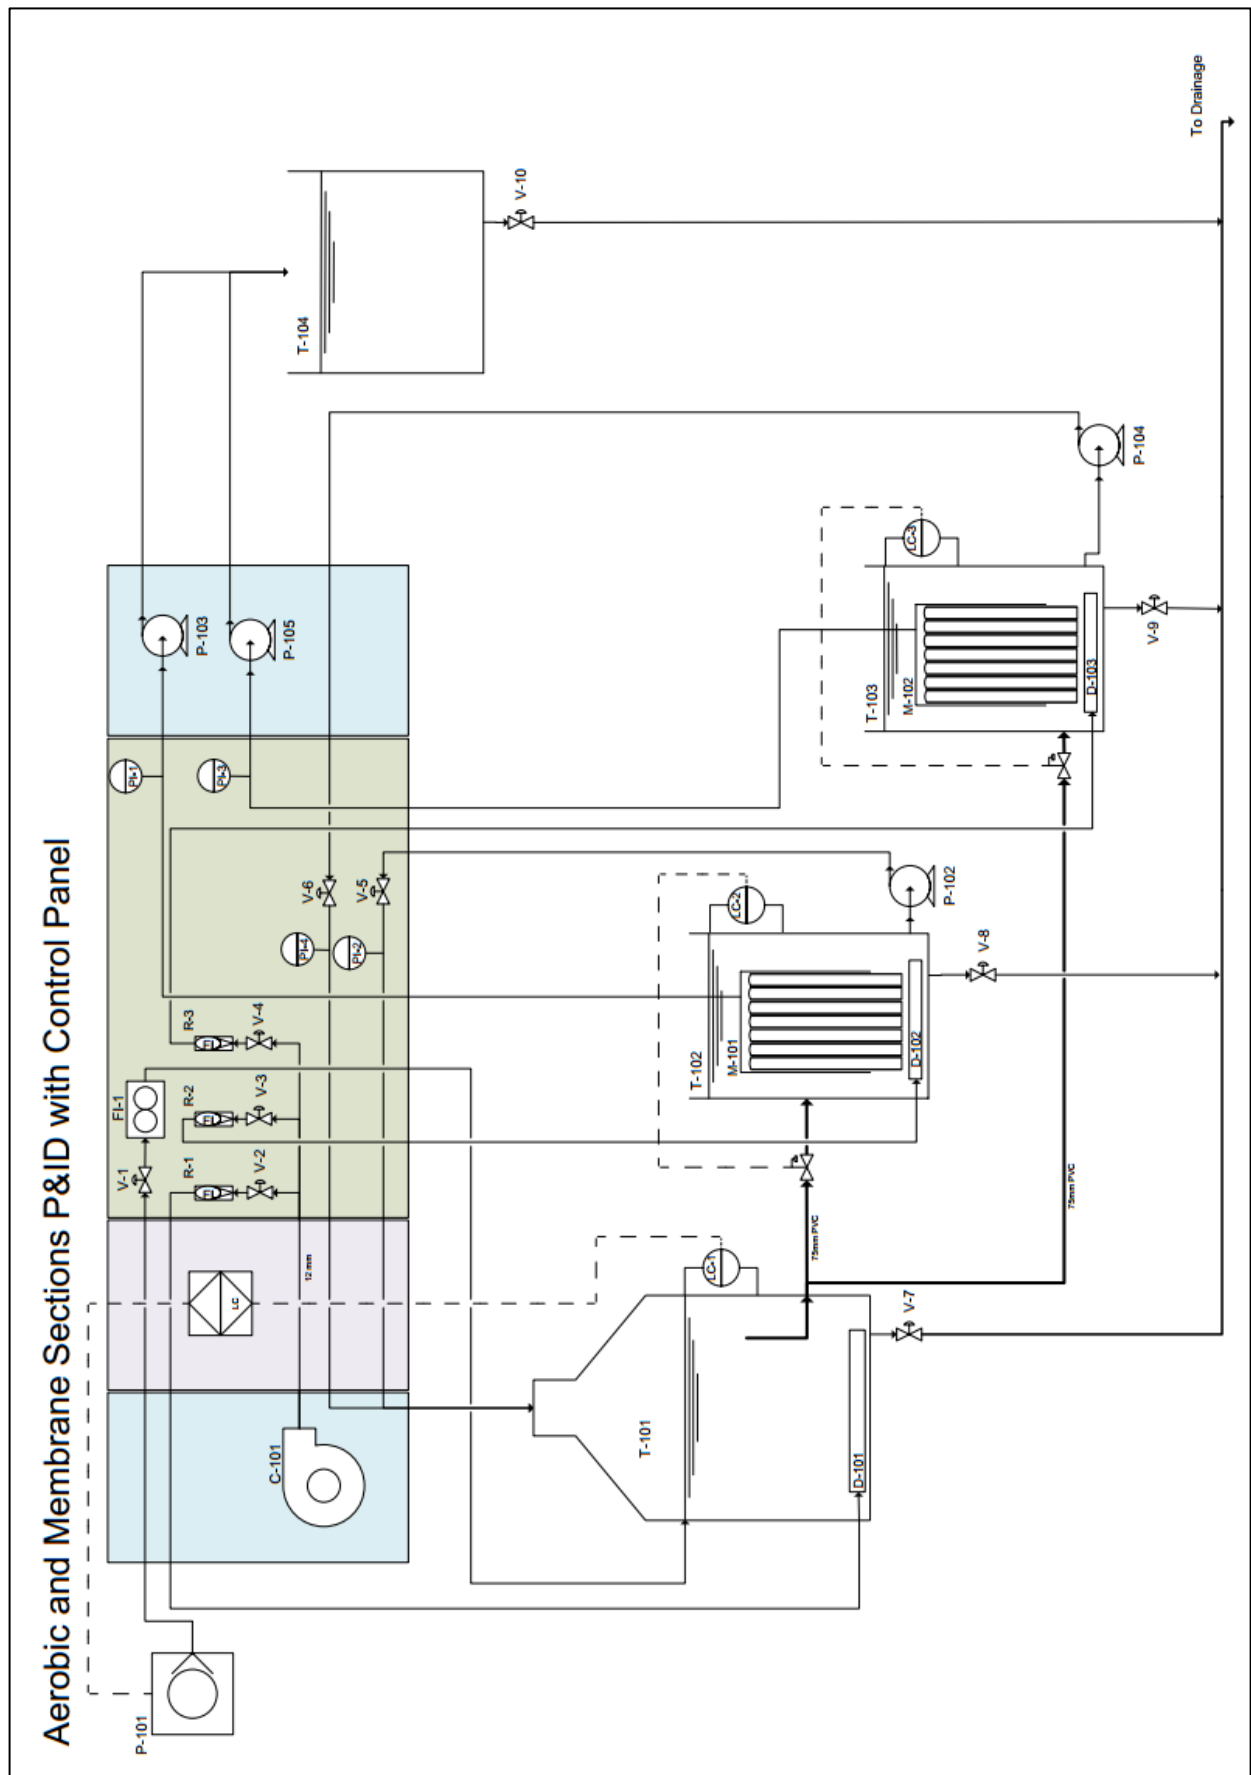 Aerobic and Membrane Sections P&ID with Control Panel
P-101
C-101
LC
12 mm
V-1
FI-1
R-1
FI
V-2
R-2
FI
V-3
R-3
FI
V-4
PI-4
PI-2
V-6
V-5
PI-1
PI-3
P-103
P-105
T-104
V-10
To Drainage
T-101
LC-1
D-101
V-7
75mm PVC
75mm PVC
T-102
M-101
LC-2
D-102
V-8
P-102
T-103
M-102
LC-3
D-103
V-9
P-104